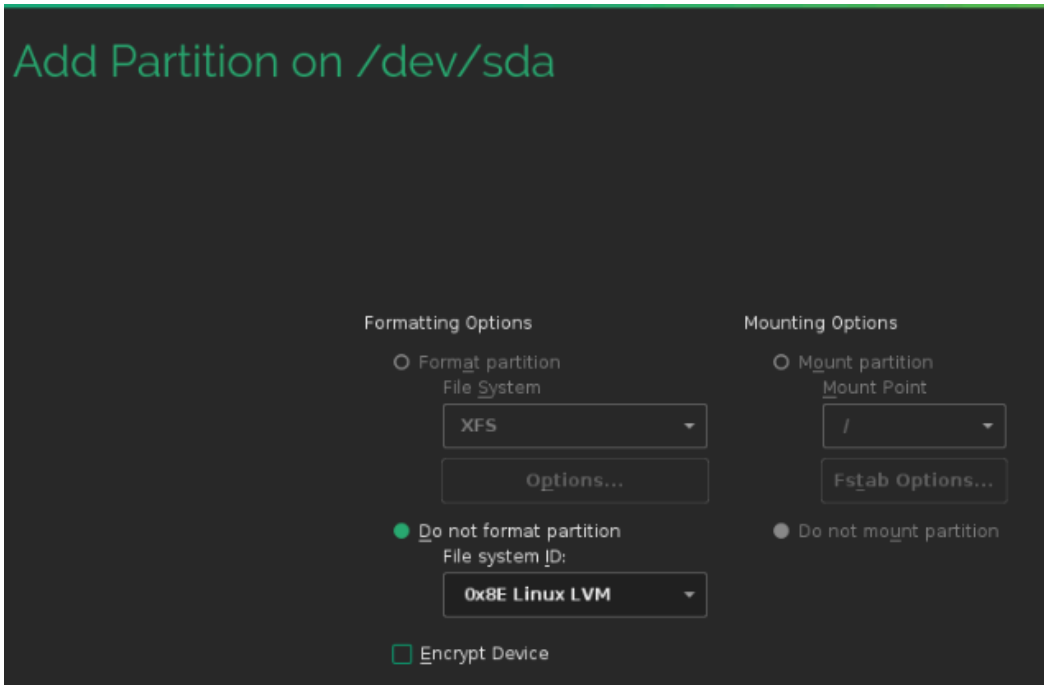 Add Partition on /dev/sda
Formatting Options
Format partition
File System
XFS
Options...
Do not format partition
File system ID:
0x8E Linux LVM
Encrypt Device
Mounting Options
Mount partition
Mount Point
/
Fstab Options...
Do not mount partition